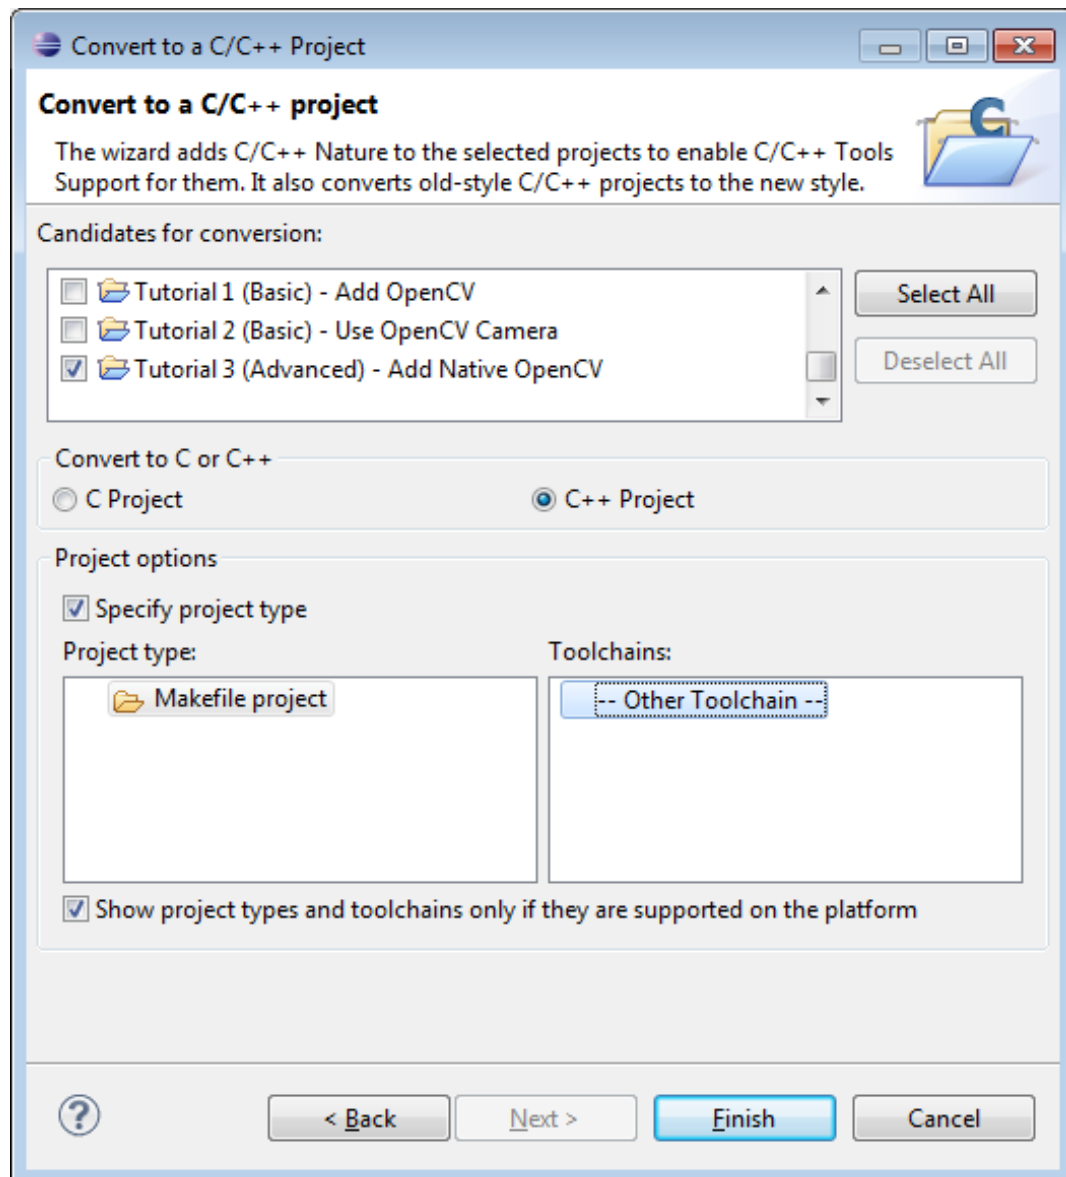 Convert to a C/C++ Project
Convert to a C/C++ project
The wizard adds C/C++ Nature to the selected projects to enable C/C++ Tools
Support for them. It also converts old-style C/C++ projects to the new style.
C
Candidates for conversion:
Tutorial 1 (Basic) - Add OpenCV
Select All
Tutorial 2 (Basic) - Use OpenCV Camera
Tutorial 3 (Advanced) - Add Native OpenCV
Deselect All
Convert to C or C++
C Project
C++ Project
Project options
Specify project type
Project type:
Toolchains:
Makefile project
-- Other Toolchain --
Show project types and toolchains only if they are supported on the platform
?
< Back
Next >
Finish
Cancel